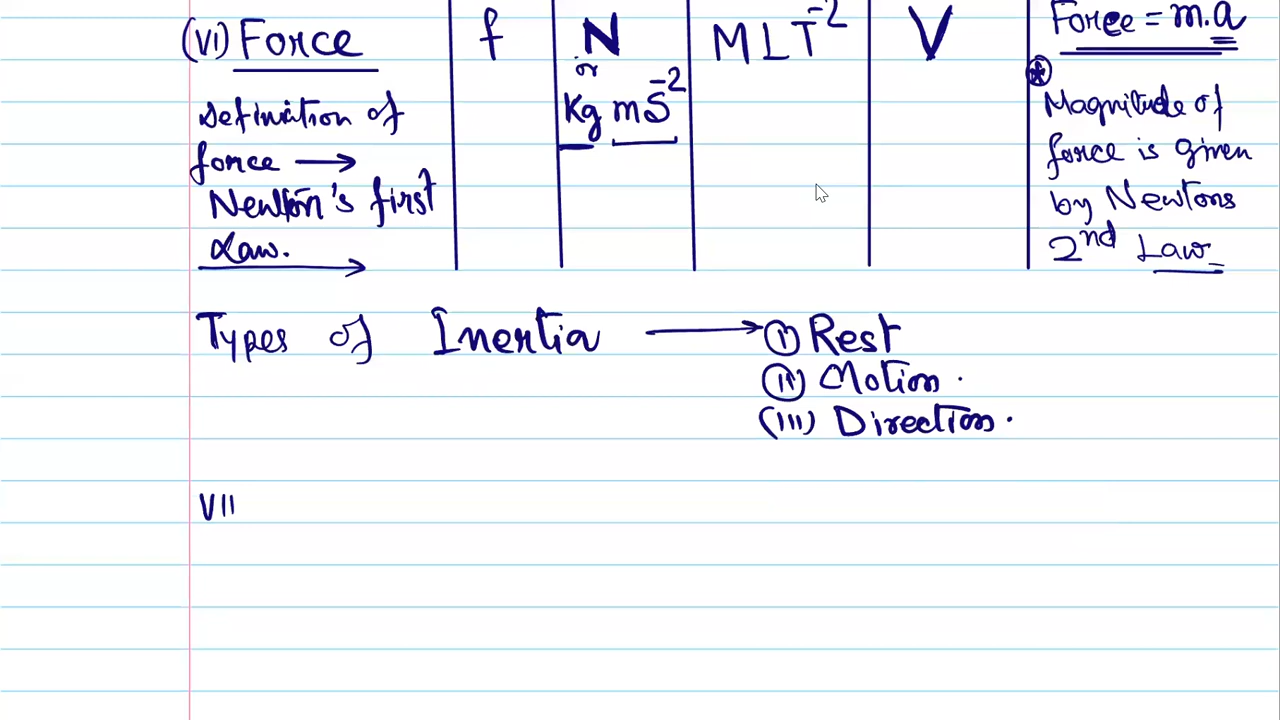 (VI) Force f N MLT⁻² V Force = m.a
or
Kg mS⁻²
Defination of
force →
Newton's first
Law.
* Magnitude of
force is given
by Newtons
2nd Law
Types of Inertia → (i) Rest
(ii) Motion.
(III) Direction.
VII